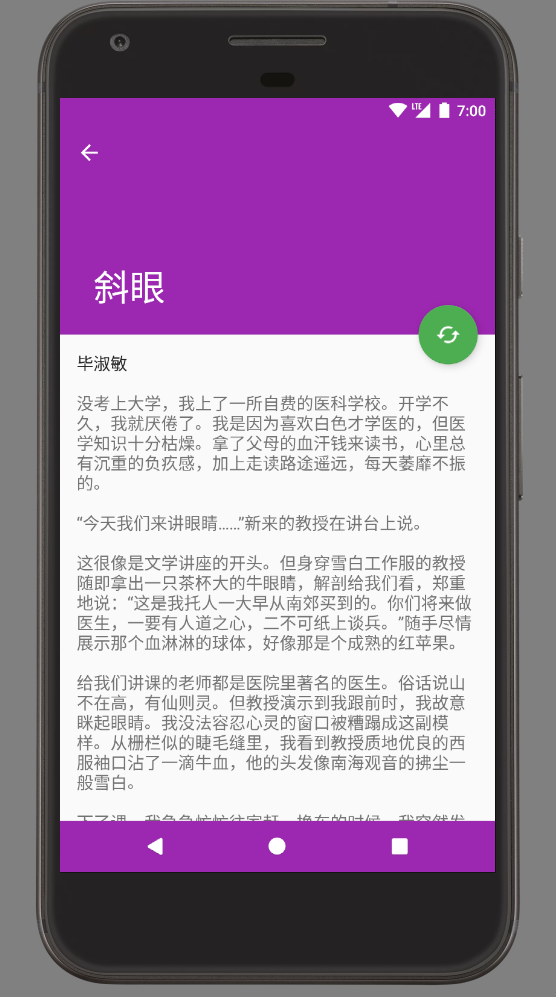 LTE 7:00
斜眼
毕淑敏
没考上大学，我上了一所自费的医科学校。开学不
久，我就厌倦了。我是因为喜欢白色才学医的，但医
学知识十分枯燥。拿了父母的血汗钱来读书，心里总
有沉重的负疚感，加上走读路途遥远，每天萎靡不振
的。
“今天我们来讲眼睛……”新来的教授在讲台上说。
这很像是文学讲座的开头。但身穿雪白工作服的教授
随即拿出一只茶杯大的牛眼睛，解剖给我们看，郑重
地说：“这是我托人一大早从南郊买到的。你们将来做
医生，一要有人道之心，二不可纸上谈兵。”随手尽情
展示那个血淋淋的球体，好像那是个成熟的红苹果。
给我们讲课的老师都是医院里著名的医生。俗话说山
不在高，有仙则灵。但教授演示到我跟前时，我故意
眯起眼睛。我没法容忍心灵的窗口被糟蹋成这副模
样。从栅栏似的睫毛缝里，我看到教授质地优良的西
服袖口沾了一滴牛血，他的头发像南海观音的拂尘一
般雪白。